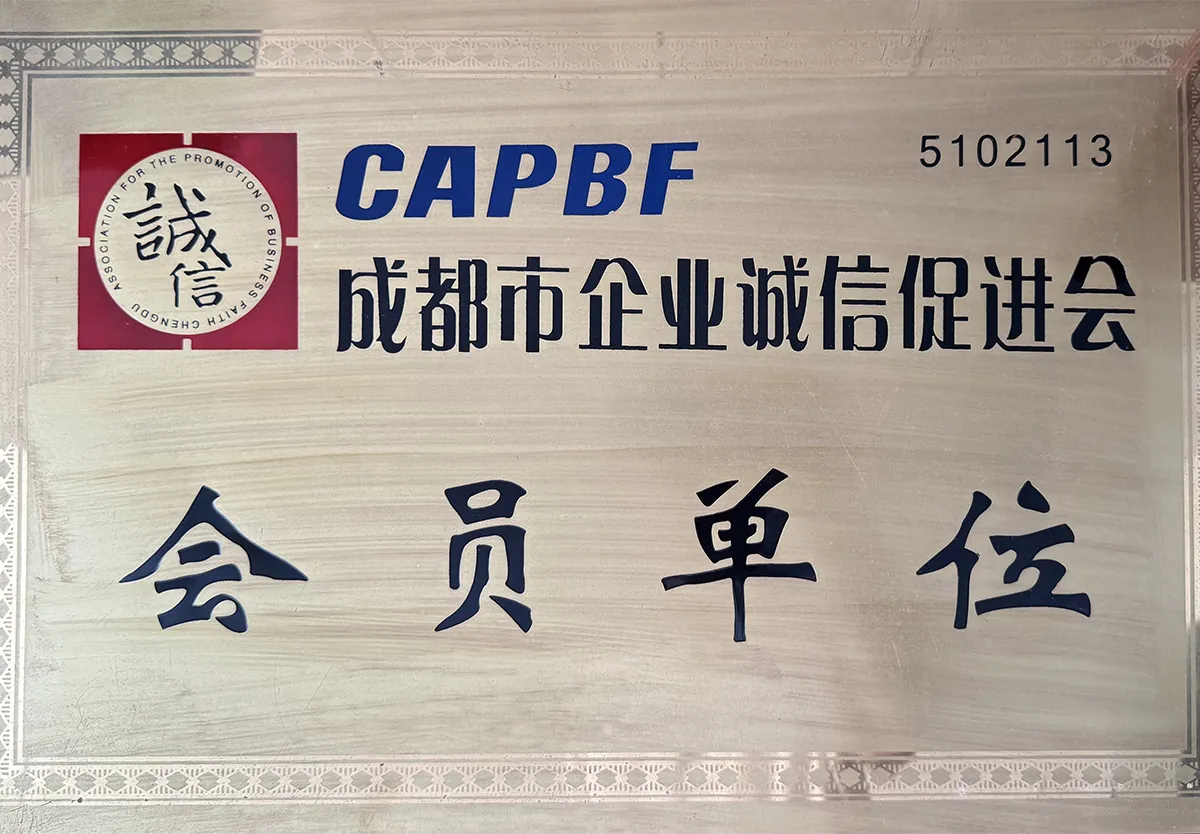 ASSOCIATION FOR THE PROMOTION OF BUSINESS FAITH CHENGDU
誠信
CAPBF
5102113
成都市企业诚信促进会
会员单位